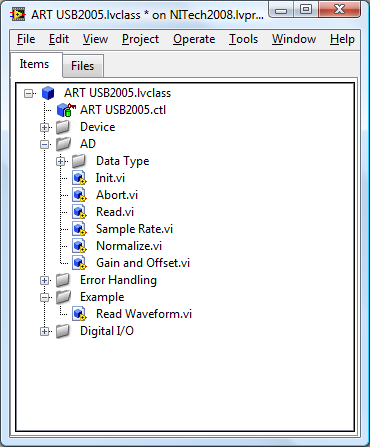 ART USB2005.lvclass * on NITech2008.lvpr...
File Edit View Project Operate Tools Window Help
Items Files
ART USB2005.lvclass
ART USB2005.ctl
Device
AD
Data Type
Init.vi
Abort.vi
Read.vi
Sample Rate.vi
Normalize.vi
Gain and Offset.vi
Error Handling
Example
Read Waveform.vi
Digital I/O